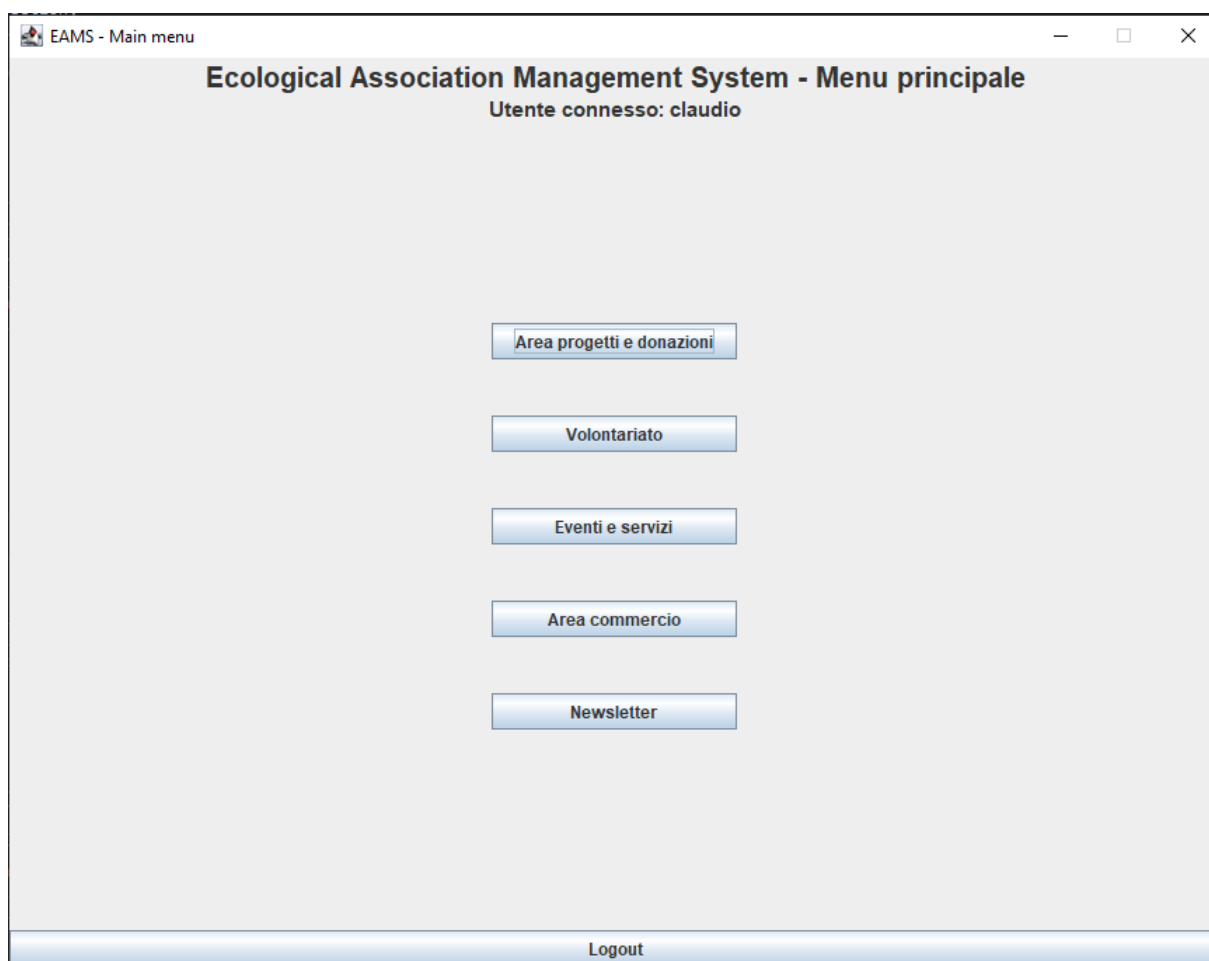 EAMS - Main menu
Ecological Association Management System - Menu principale
Utente connesso: claudio
Area progetti e donazioni
Volontariato
Eventi e servizi
Area commercio
Newsletter
Logout